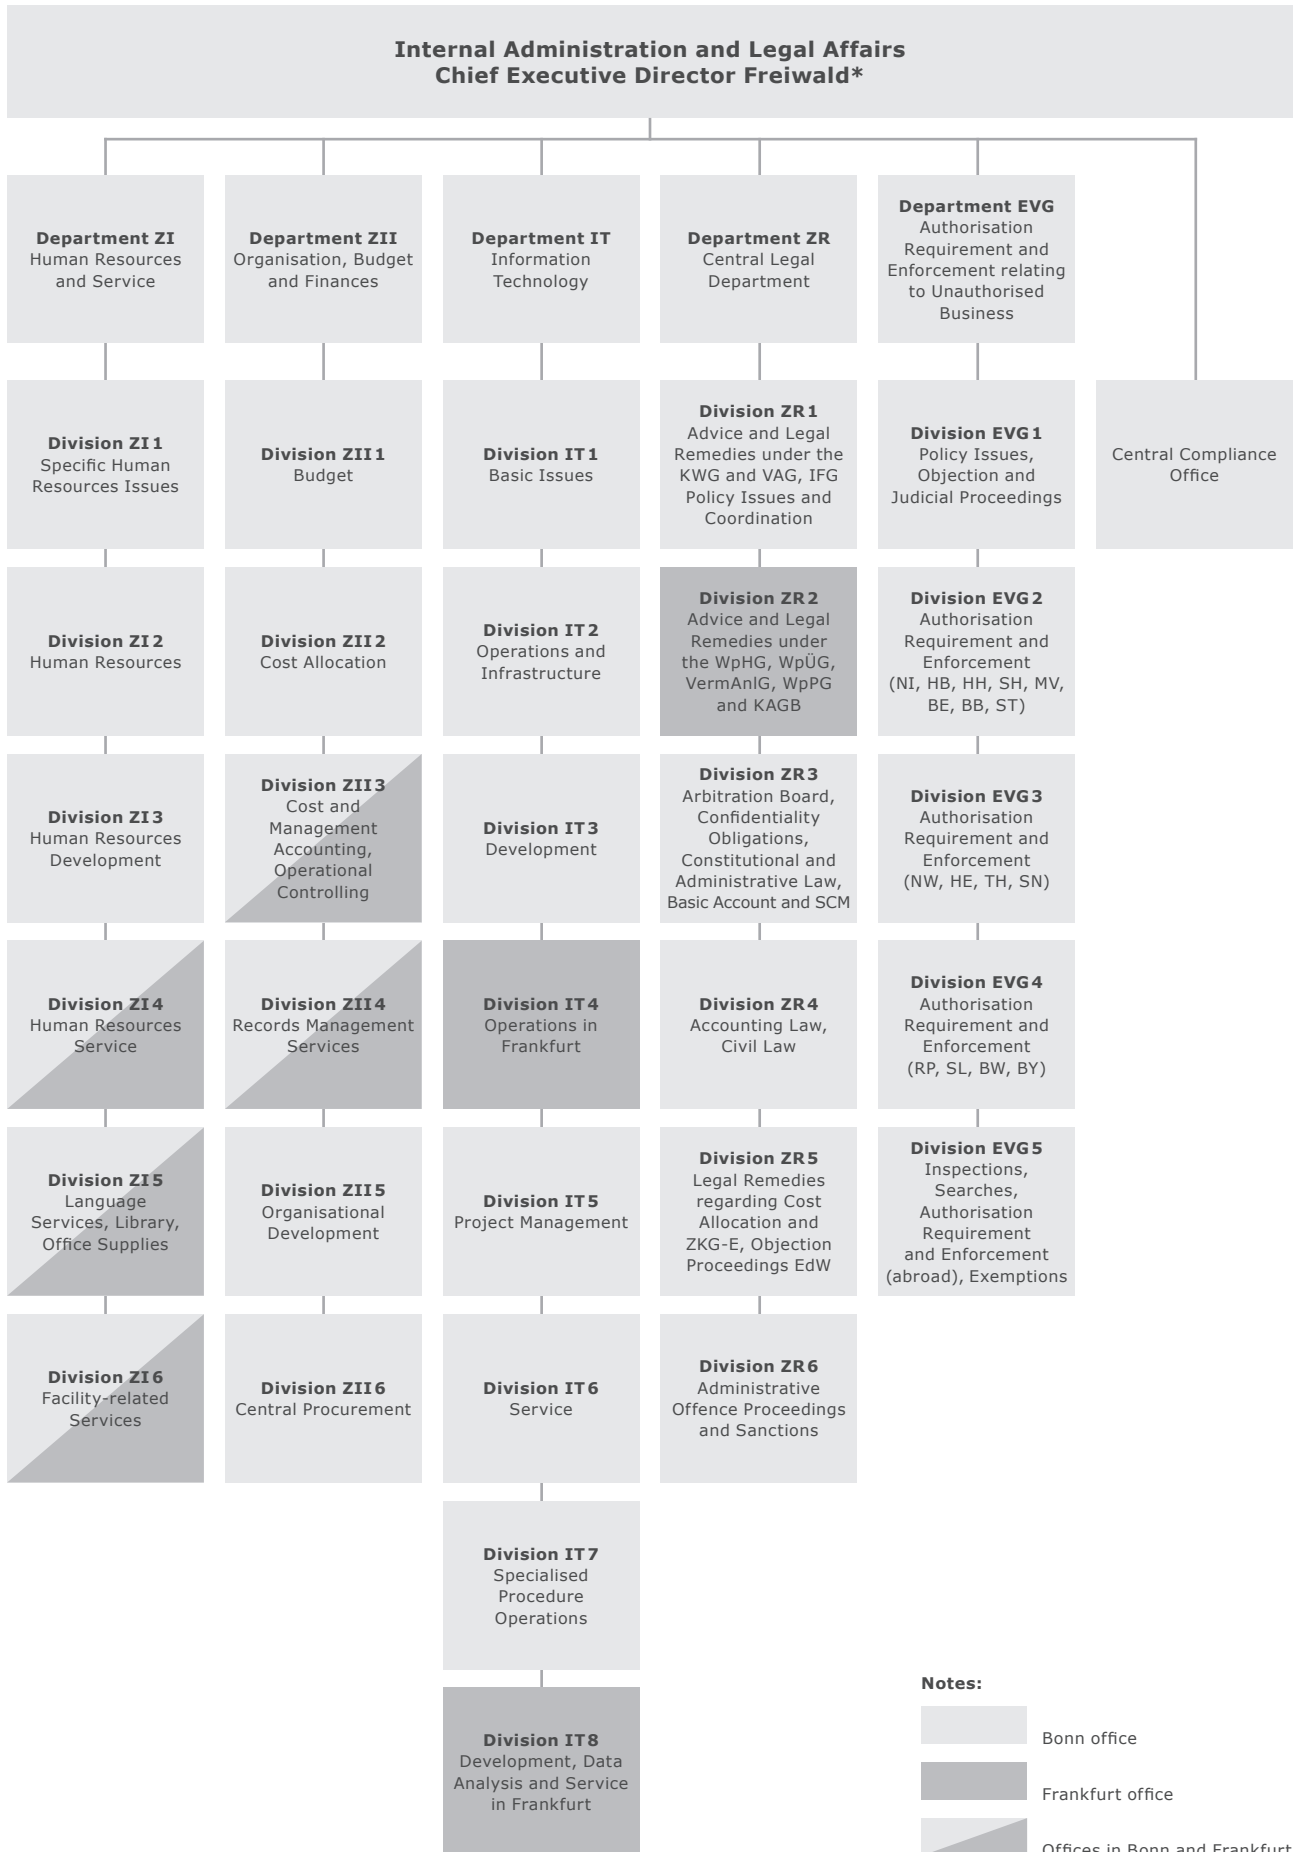 Internal Administration and Legal Affairs
Chief Executive Director Freiwald*
Department ZI
Human Resources
and Service
Department ZII
Organisation, Budget
and Finances
Department IT
Information
Technology
Department ZR
Central Legal
Department
Department EVG
Authorisation
Requirement and
Enforcement relating
to Unauthorised
Business
Division ZI 1
Specific Human
Resources Issues
Division ZII 1
Budget
Division IT 1
Basic Issues
Division ZR 1
Advice and Legal
Remedies under the
KWG and VAG, IFG
Policy Issues and
Coordination
Division EVG 1
Policy Issues,
Objection and
Judicial Proceedings
Central Compliance
Office
Division ZI 2
Human Resources
Division ZII 2
Cost Allocation
Division IT 2
Operations and
Infrastructure
Division ZR 2
Advice and Legal
Remedies under
the WpHG, WpÜG,
VermAnlG, WpPG
and KAGB
Division EVG 2
Authorisation
Requirement and
Enforcement
(NI, HB, HH, SH, MV,
BE, BB, ST)
Division ZI 3
Human Resources
Development
Division ZII 3
Cost and
Management
Accounting,
Operational
Controlling
Division IT 3
Development
Division ZR 3
Arbitration Board,
Confidentiality
Obligations,
Constitutional and
Administrative Law,
Basic Account and SCM
Division EVG 3
Authorisation
Requirement and
Enforcement
(NW, HE, TH, SN)
Division ZI 4
Human Resources
Service
Division ZII 4
Records Management
Services
Division IT 4
Operations in
Frankfurt
Division ZR 4
Accounting Law,
Civil Law
Division EVG 4
Authorisation
Requirement and
Enforcement
(RP, SL, BW, BY)
Division ZI 5
Language
Services, Library,
Office Supplies
Division ZII 5
Organisational
Development
Division IT 5
Project Management
Division ZR 5
Legal Remedies
regarding Cost
Allocation and
ZKG-E, Objection
Proceedings EdW
Division EVG 5
Inspections,
Searches,
Authorisation
Requirement
and Enforcement
(abroad), Exemptions
Division ZI 6
Facility-related
Services
Division ZII 6
Central Procurement
Division IT 6
Service
Division ZR 6
Administrative
Offence Proceedings
and Sanctions
Division IT 7
Specialised
Procedure
Operations
Division IT 8
Development, Data
Analysis and Service
in Frankfurt
Notes:
Bonn office
Frankfurt office
Offices in Bonn and Frankfurt